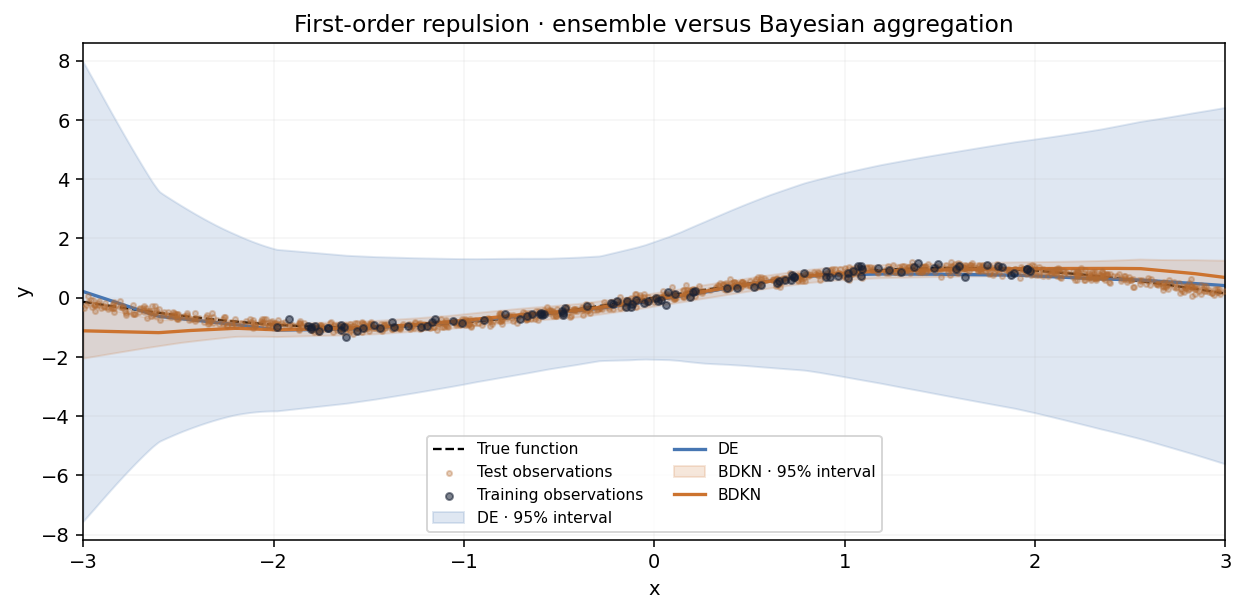 First-order repulsion · ensemble versus Bayesian aggregation
8
6
4
2
0
−2
−4
−6
−8
y
True function
Test observations
Training observations
DE · 95% interval
DE
BDKN · 95% interval
BDKN
−3
−2
−1
0
1
2
3
x